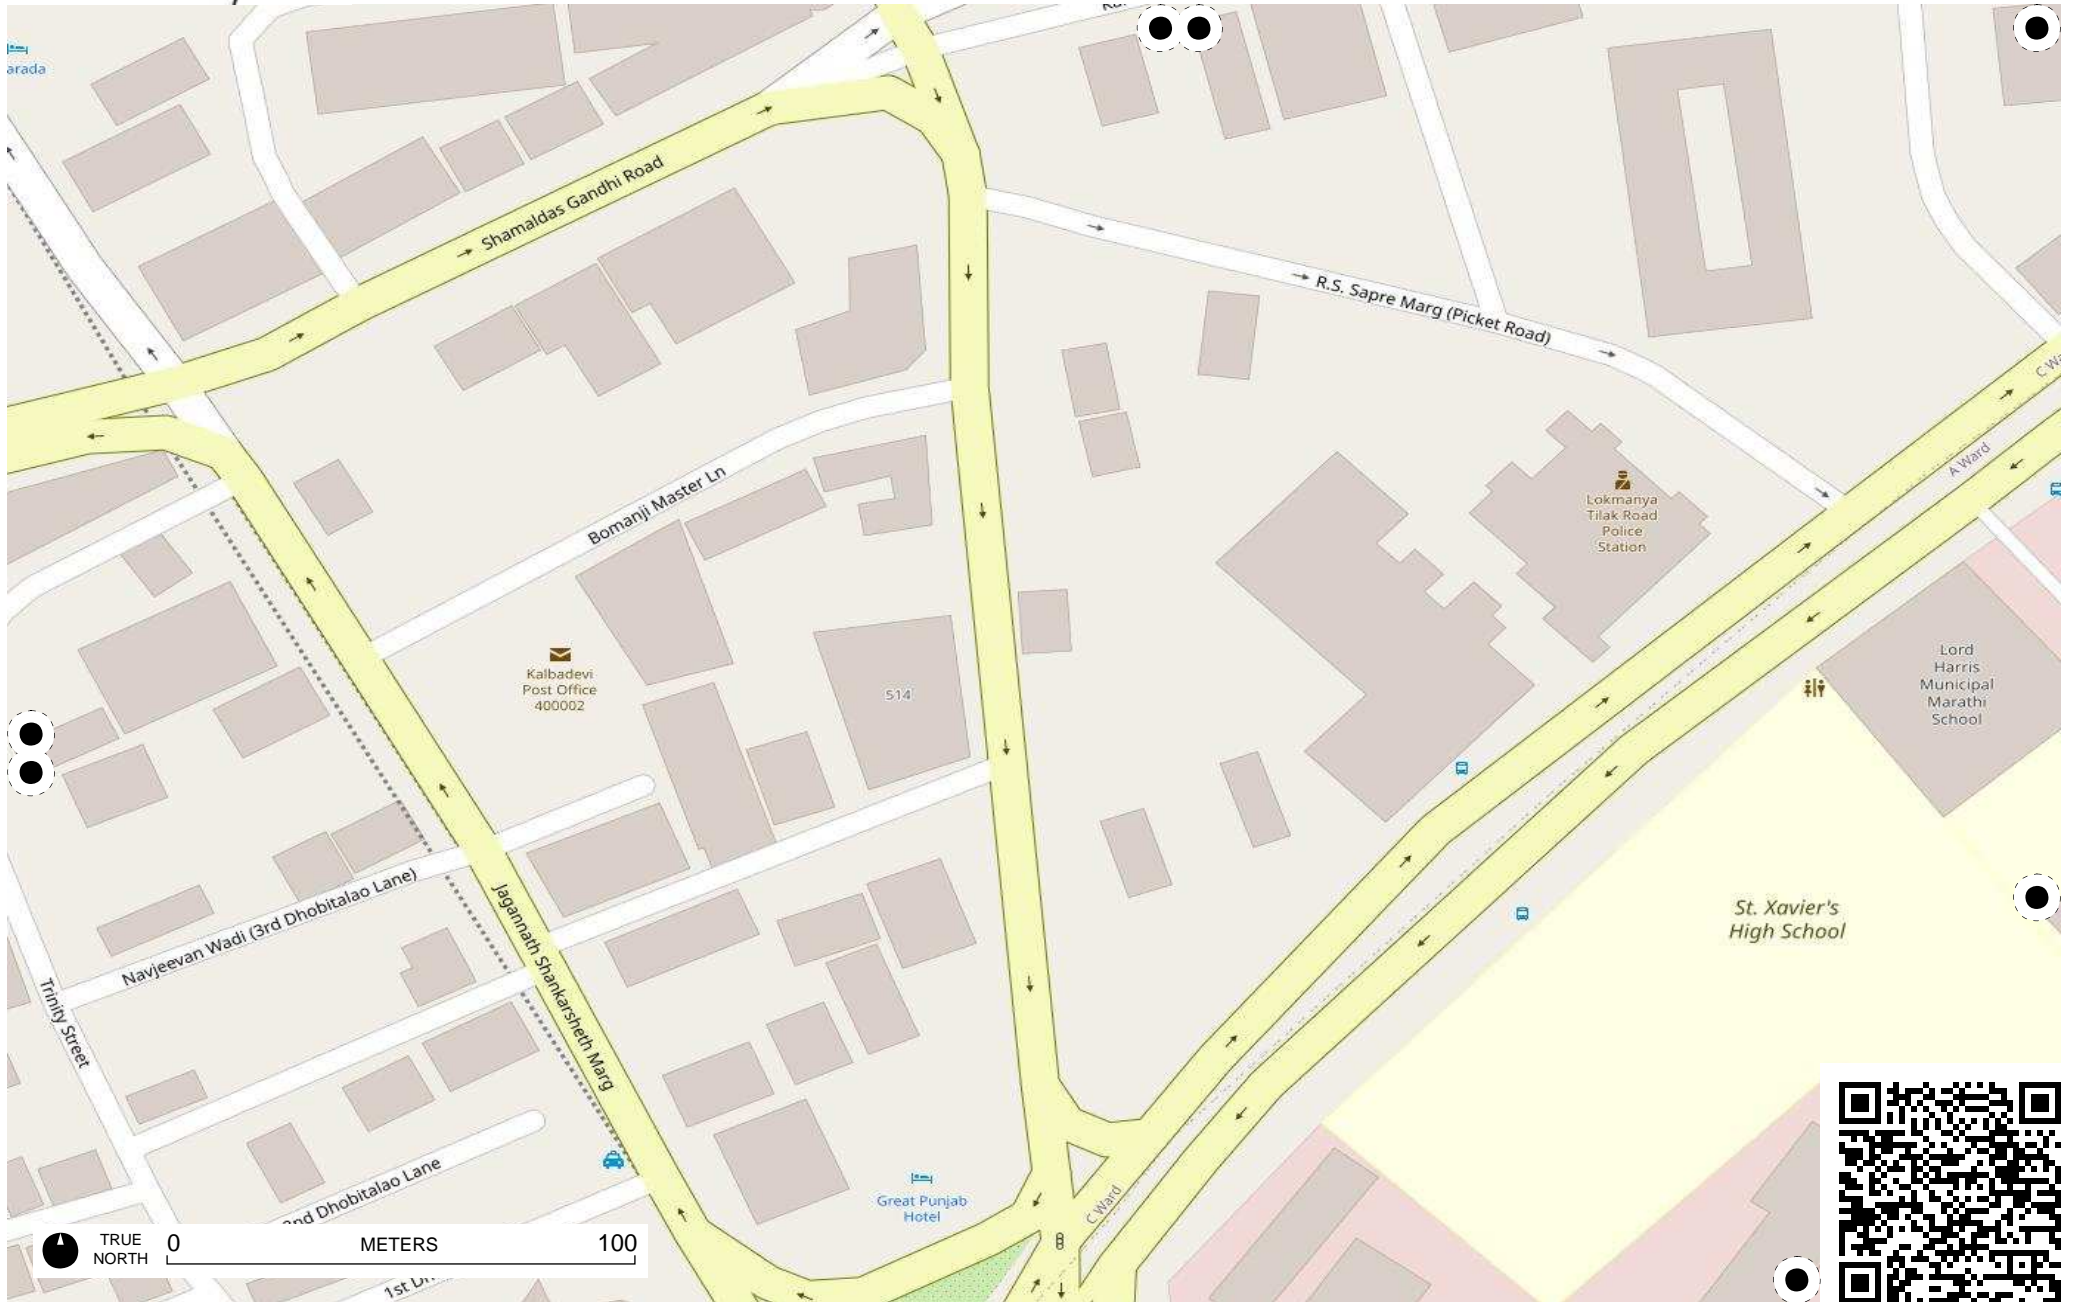 arada
Shamaldas Gandhi Road
R.S. Sapre Marg (Picket Road)
A Ward
Bomanji Master Ln
Lokmanya
Tilak Road
Police
Station
Kalbadevi
Post Office
400002
514
Lord
Harris
Municipal
Marathi
School
Navjeevan Wadi (3rd Dhobitalao Lane)
Jagannath Shankarsheth Marg
St. Xavier's
High School
Trinity Street
Dhobitalao Lane
Great Punjab
Hotel
C Ward
TRUE
NORTH
0
METERS
100
1st